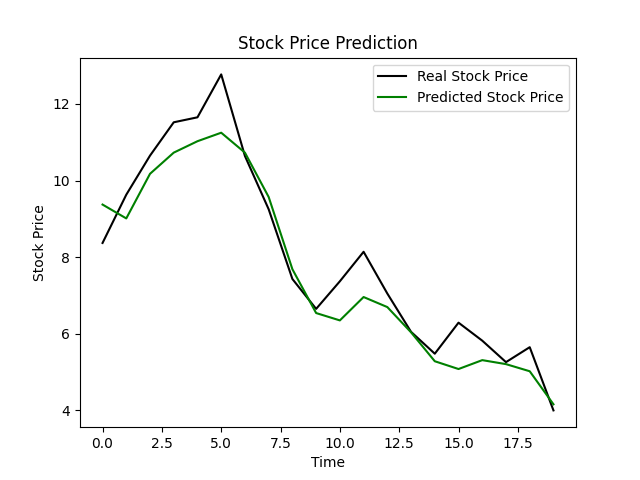 Stock Price Prediction
Real Stock Price
Predicted Stock Price
Stock Price
12
10
8
6
4
0.0 2.5 5.0 7.5 10.0 12.5 15.0 17.5
Time